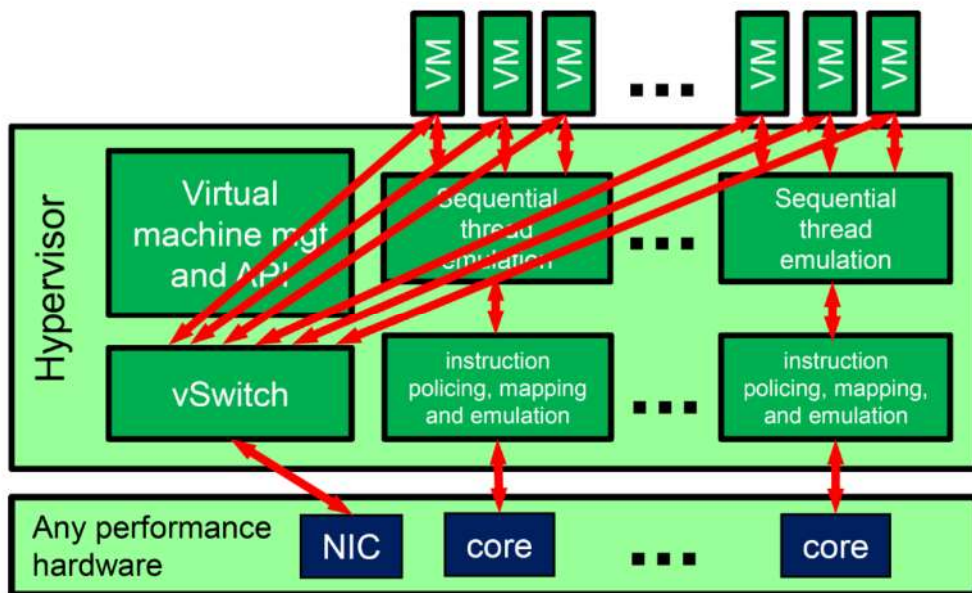 VM
VM
VM
...
VM
VM
VM
Hypervisor
Virtual
machine mgt
and API
Sequential
thread
emulation
...
Sequential
thread
emulation
vSwitch
instruction
policing, mapping
and emulation
...
instruction
policing, mapping,
and emulation
Any performance
hardware
NIC
core
...
core